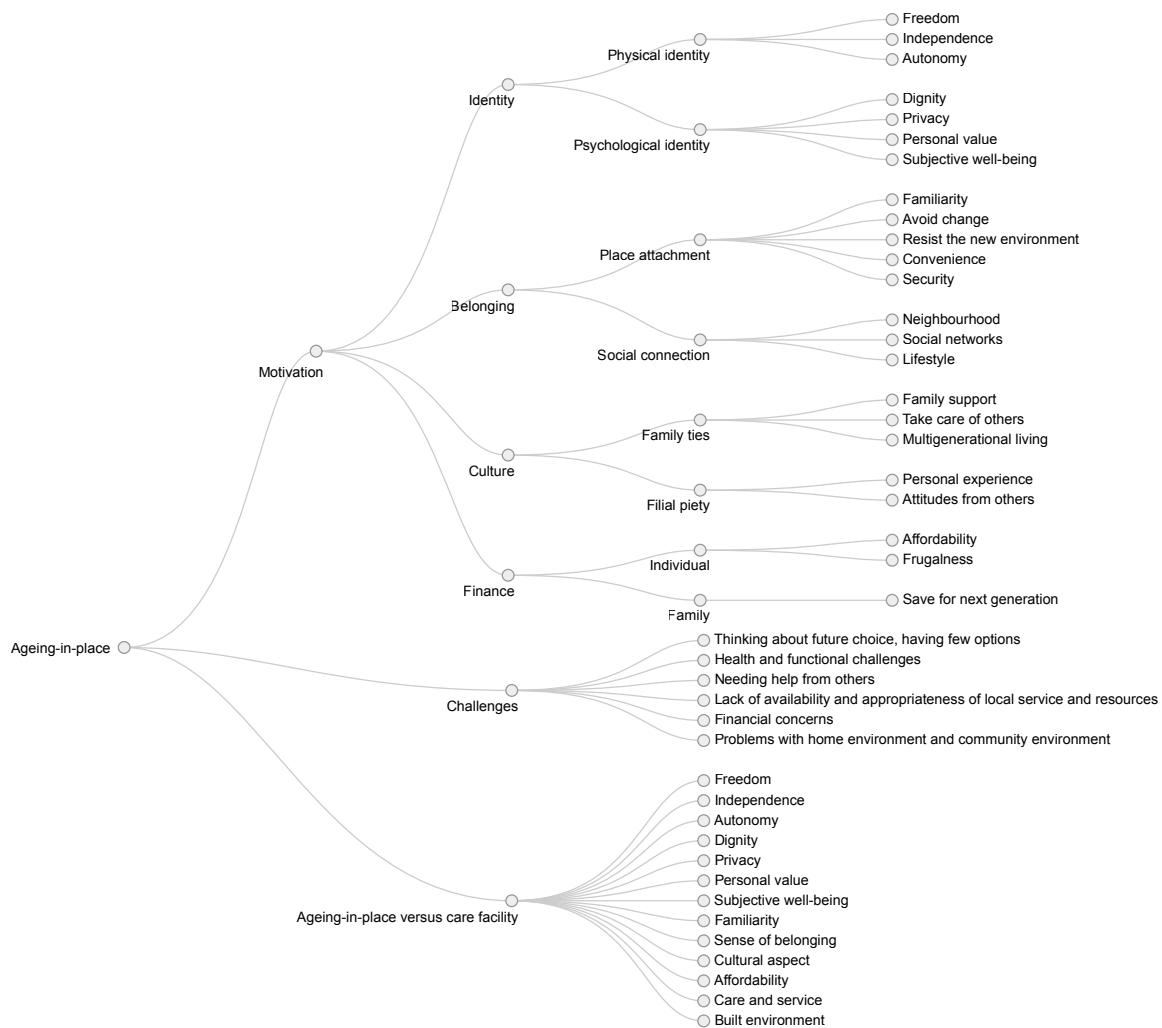 Freedom
Independence
Autonomy
Physical identity
Identity
Dignity
Privacy
Personal value
Subjective well-being
Psychological identity
Familiarity
Avoid change
Resist the new environment
Convenience
Security
Place attachment
Belonging
Neighbourhood
Social networks
Lifestyle
Social connection
Motivation
Family support
Take care of others
Multigenerational living
Family ties
Culture
Personal experience
Attitudes from others
Filial piety
Affordability
Frugalness
Individual
Finance
Save for next generation
Family
Ageing-in-place
Thinking about future choice, having few options
Health and functional challenges
Needing help from others
Lack of availability and appropriateness of local service and resources
Financial concerns
Problems with home environment and community environment
Challenges
Freedom
Independence
Autonomy
Dignity
Privacy
Personal value
Subjective well-being
Familiarity
Sense of belonging
Cultural aspect
Affordability
Care and service
Built environment
Ageing-in-place versus care facility